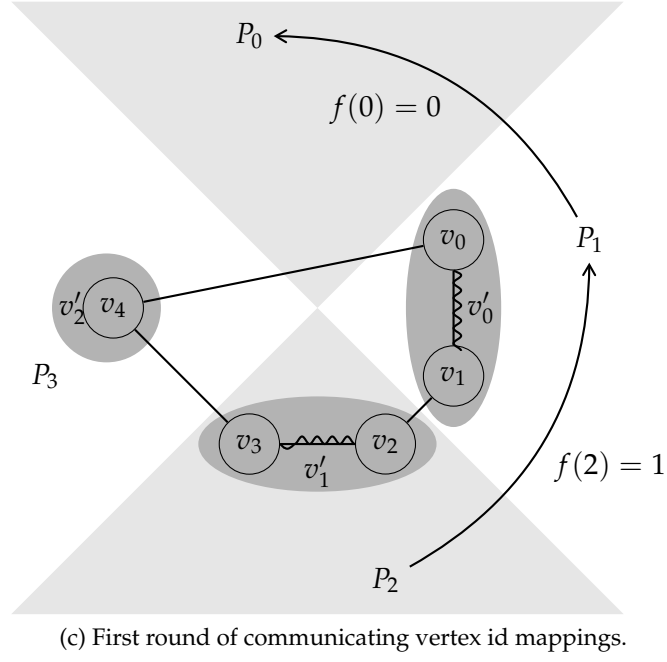 P₀
f(0) = 0
v₀
P₁
v′₂ v₄
v′₀
P₃
v₁
v₃ v₂
v′₁
f(2) = 1
P₂
(c) First round of communicating vertex id mappings.